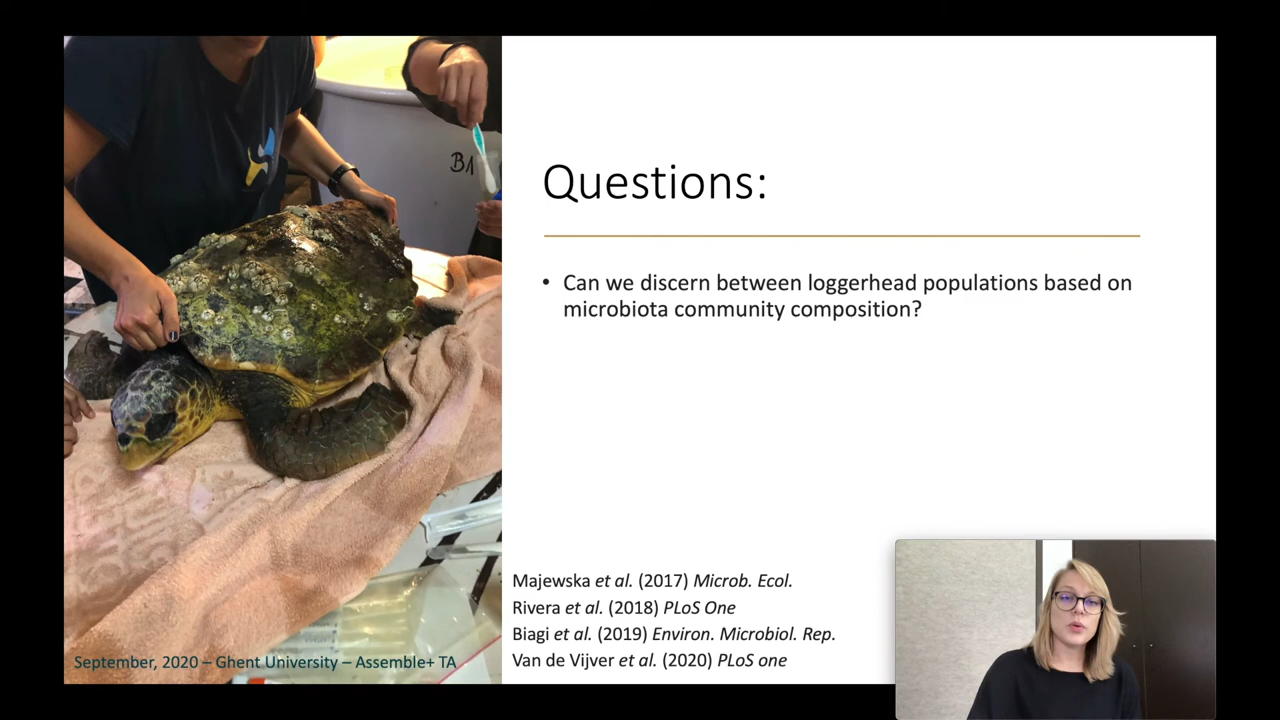 B1
Questions:
• Can we discern between loggerhead populations based on
microbiota community composition?
Majewska et al. (2017) Microb. Ecol.
Rivera et al. (2018) PLoS One
Biagi et al. (2019) Environ. Microbiol. Rep.
Van de Vijver et al. (2020) PLoS one
September, 2020 – Ghent University – Assemble+ TA